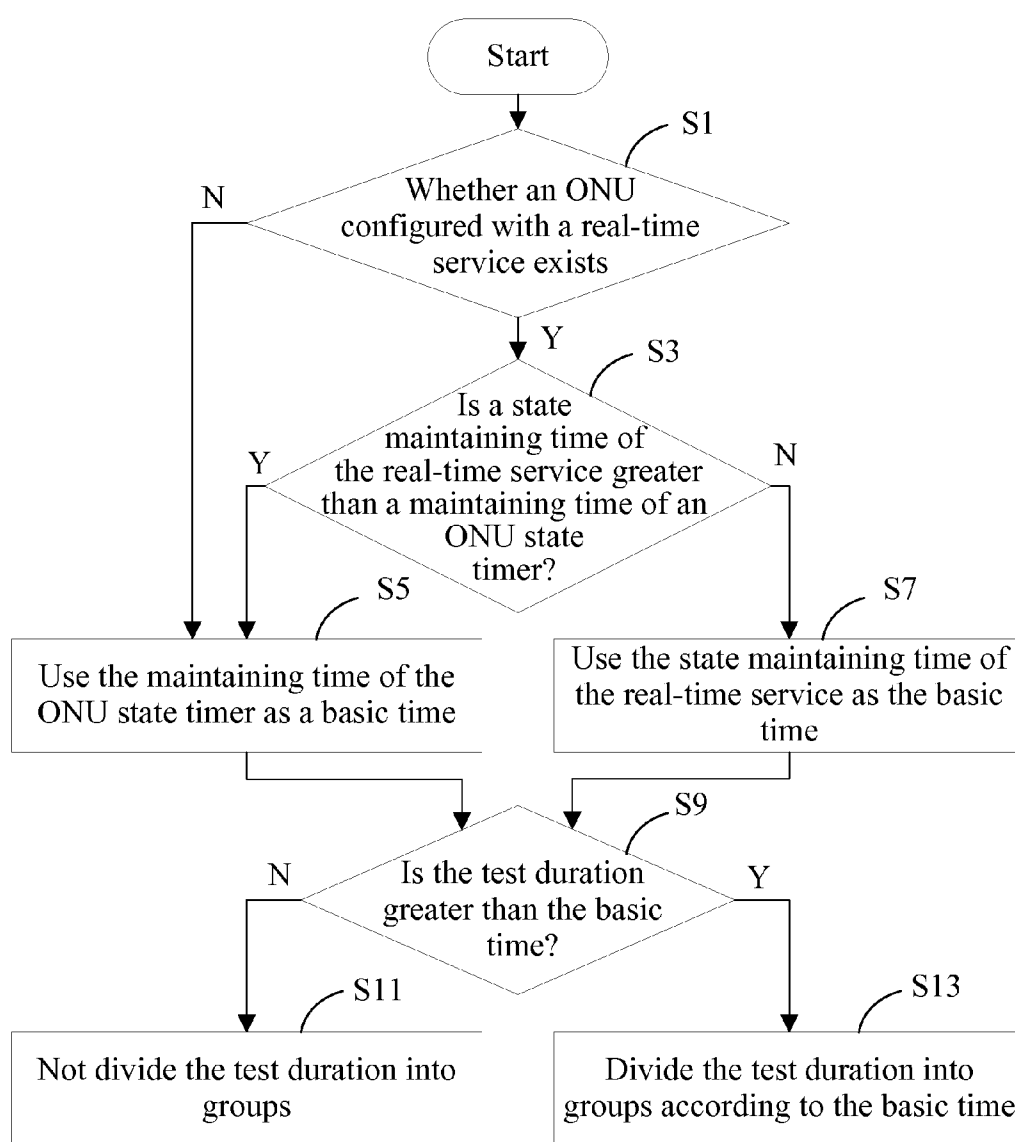 Start
S1
N
Whether an ONU
configured with a real-time
service exists
Y
S3
Is a state
maintaining time of
the real-time service greater
than a maintaining time of an
ONU state
timer?
Y
N
S5
S7
Use the maintaining time of the
ONU state timer as a basic time
Use the state maintaining time of
the real-time service as the basic
time
S9
N
Is the test duration
greater than the basic
time?
Y
S11
S13
Not divide the test duration into
groups
Divide the test duration into
groups according to the basic time